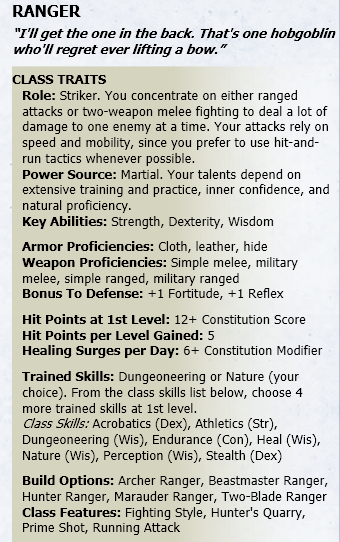 RANGER
"I'll get the one in the back. That's one hobgoblin
who'll regret ever lifting a bow."
CLASS TRAITS
Role: Striker. You concentrate on either ranged
attacks or two-weapon melee fighting to deal a lot of
damage to one enemy at a time. Your attacks rely on
speed and mobility, since you prefer to use hit-and-
run tactics whenever possible.
Power Source: Martial. Your talents depend on
extensive training and practice, inner confidence, and
natural proficiency.
Key Abilities: Strength, Dexterity, Wisdom
Armor Proficiencies: Cloth, leather, hide
Weapon Proficiencies: Simple melee, military
melee, simple ranged, military ranged
Bonus To Defense: +1 Fortitude, +1 Reflex
Hit Points at 1st Level: 12+ Constitution Score
Hit Points per Level Gained: 5
Healing Surges per Day: 6+ Constitution Modifier
Trained Skills: Dungeoneering or Nature (your
choice). From the class skills list below, choose 4
more trained skills at 1st level.
Class Skills: Acrobatics (Dex), Athletics (Str),
Dungeoneering (Wis), Endurance (Con), Heal (Wis),
Nature (Wis), Perception (Wis), Stealth (Dex)
Build Options: Archer Ranger, Beastmaster Ranger,
Hunter Ranger, Marauder Ranger, Two-Blade Ranger
Class Features: Fighting Style, Hunter's Quarry,
Prime Shot, Running Attack